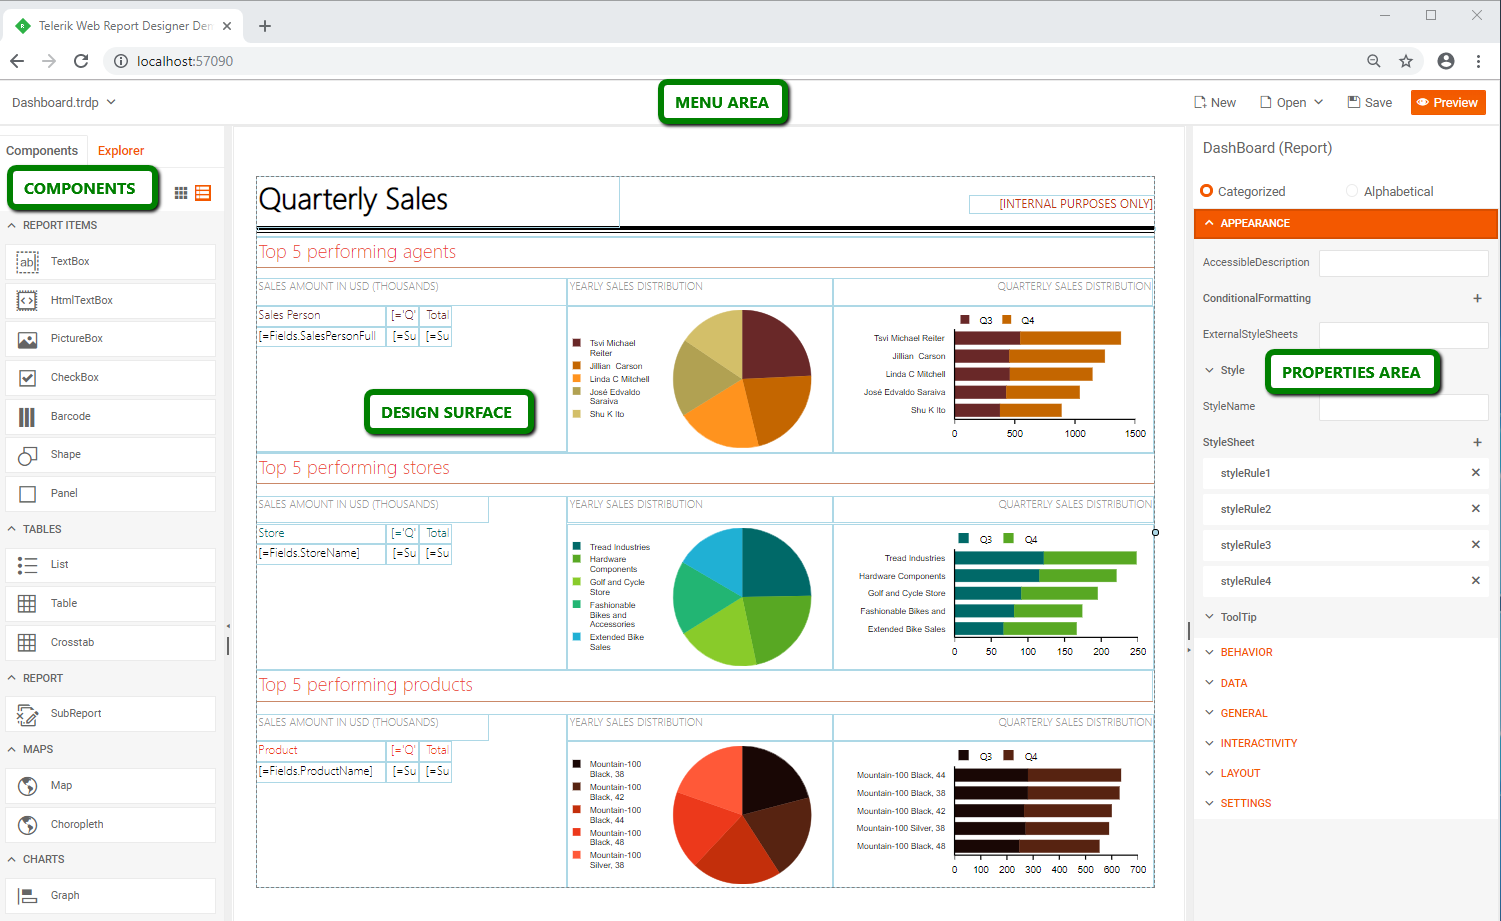 Telerik Web Report Designer Den
localhost:57090
Dashboard.trdp
MENU AREA
New
Open
Save
Preview
Components
Explorer
COMPONENTS
REPORT ITEMS
ab|
TextBox
HtmlTextBox
PictureBox
CheckBox
Barcode
Shape
Panel
TABLES
List
Table
Crosstab
REPORT
SubReport
MAPS
Map
Choropleth
CHARTS
Graph
Quarterly Sales
[INTERNAL PURPOSES ONLY]
Top 5 performing agents
SALES AMOUNT IN USD (THOUSANDS)
YEARLY SALES DISTRIBUTION
QUARTERLY SALES DISTRIBUTION
Sales Person
[='Q'
Total
[=Fields.SalesPersonFull
[=Su
[=Su
DESIGN SURFACE
Tsvi Michael
Reiter
Jillian Carson
Linda C Mitchell
José Edvaldo
Saraiva
Shu K Ito
Q3
Q4
Tsvi Michael Reiter
Jillian Carson
Linda C Mitchell
José Edvaldo Saraiva
Shu K Ito
0 500 1000 1500
Top 5 performing stores
SALES AMOUNT IN USD (THOUSANDS)
YEARLY SALES DISTRIBUTION
QUARTERLY SALES DISTRIBUTION
Store
[='Q'
Total
[=Fields.StoreName]
[=Su
[=Su
Tread Industries
Hardware
Components
Golf and Cycle
Store
Fashionable
Bikes and
Accessories
Extended Bike
Sales
Q3
Q4
Tread Industries
Hardware Components
Golf and Cycle Store
Fashionable Bikes and
Extended Bike Sales
0 50 100 150 200 250
Top 5 performing products
SALES AMOUNT IN USD (THOUSANDS)
YEARLY SALES DISTRIBUTION
QUARTERLY SALES DISTRIBUTION
Product
[='Q'
Total
[=Fields.ProductName]
[=Su
[=Su
Mountain-100
Black, 38
Mountain-100
Black, 42
Mountain-100
Black, 44
Mountain-100
Black, 48
Mountain-100
Silver, 38
Q3
Q4
Mountain-100 Black, 44
Mountain-100 Black, 38
Mountain-100 Black, 42
Mountain-100 Silver, 38
Mountain-100 Black, 48
0 100 200 300 400 500 600 700
DashBoard (Report)
Categorized
Alphabetical
APPEARANCE
AccessibleDescription
ConditionalFormatting
ExternalStyleSheets
Style
PROPERTIES AREA
StyleName
StyleSheet
styleRule1
styleRule2
styleRule3
styleRule4
ToolTip
BEHAVIOR
DATA
GENERAL
INTERACTIVITY
LAYOUT
SETTINGS